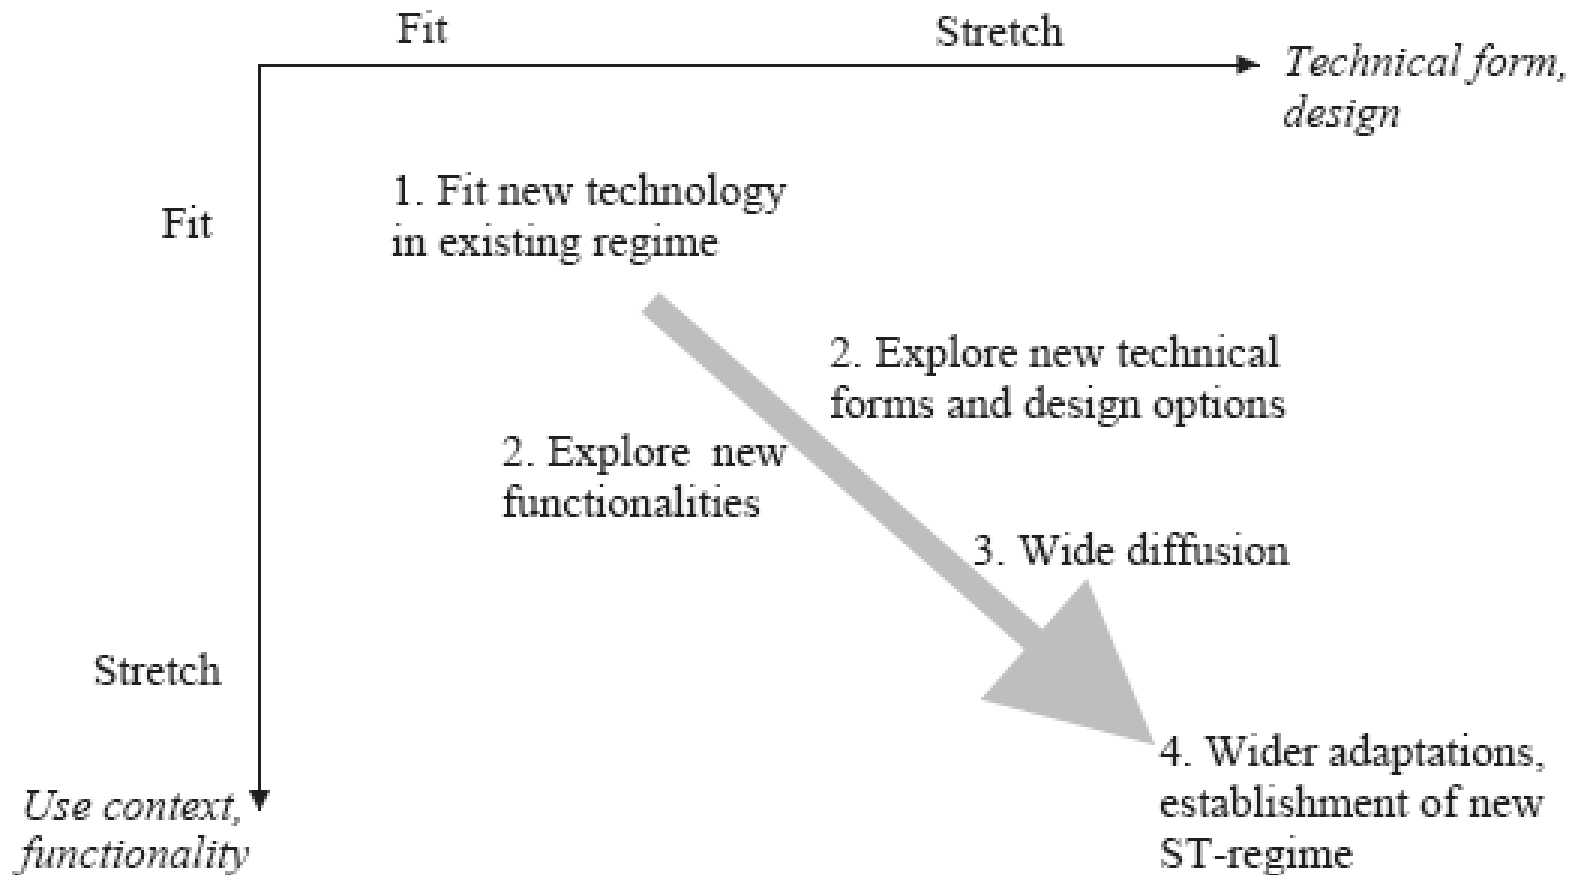 Fit
Stretch
Technical form,
design
1. Fit new technology
in existing regime
Fit
2. Explore new technical
forms and design options
2. Explore new
functionalities
3. Wide diffusion
Stretch
4. Wider adaptations,
establishment of new
ST-regime
Use context,
functionality